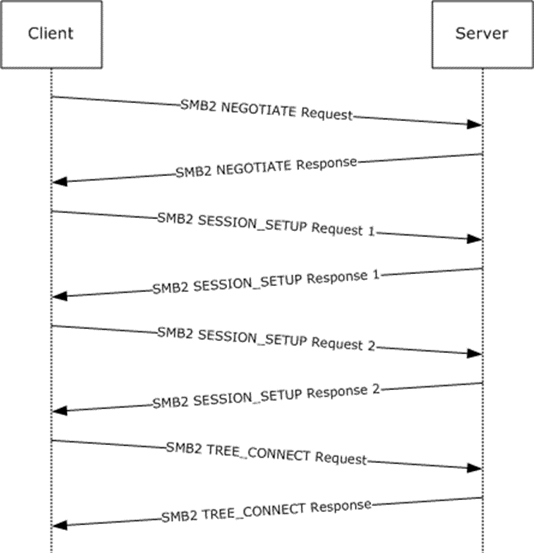 Client
Server
SMB2 NEGOTIATE Request
SMB2 NEGOTIATE Response
SMB2 SESSION_SETUP Request 1
SMB2 SESSION_SETUP Response 1
SMB2 SESSION_SETUP Request 2
SMB2 SESSION_SETUP Response 2
SMB2 TREE_CONNECT Request
SMB2 TREE_CONNECT Response